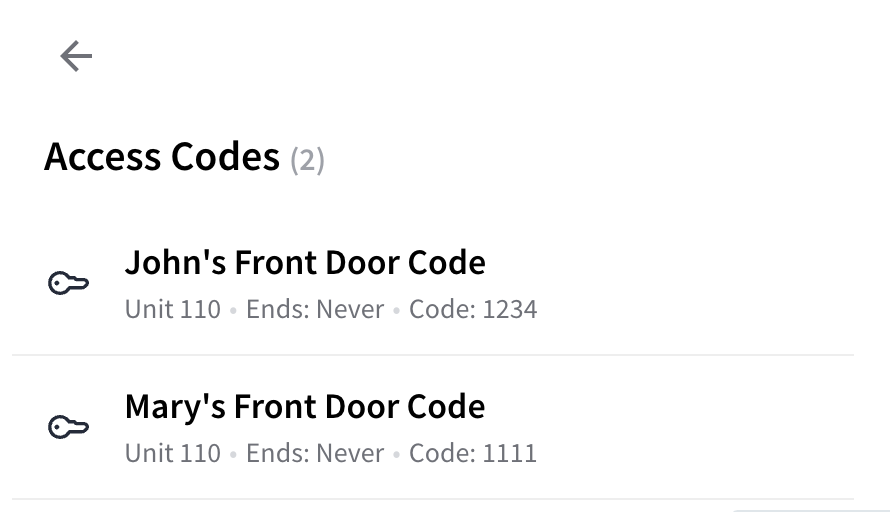 Access Codes (2)
John's Front Door Code
Unit 110 • Ends: Never • Code: 1234
Mary's Front Door Code
Unit 110 • Ends: Never • Code: 1111